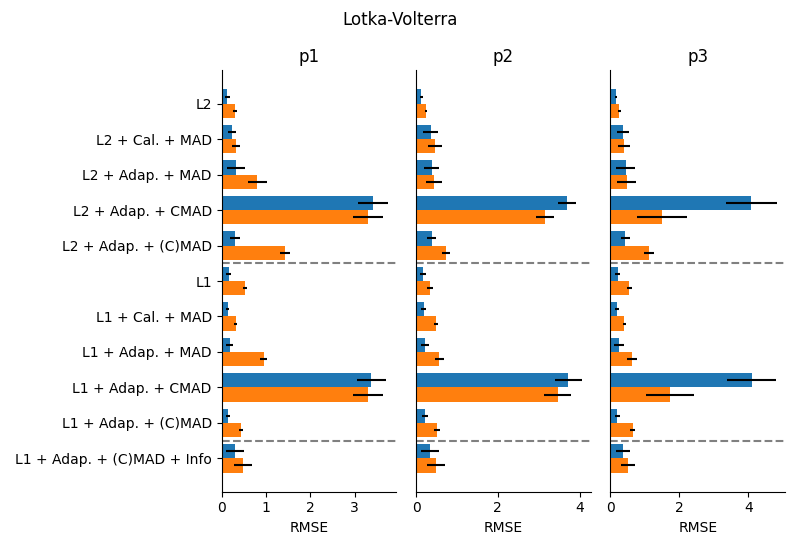 Lotka-Volterra
p1
p2
p3
L2
L2 + Cal. + MAD
L2 + Adap. + MAD
L2 + Adap. + CMAD
L2 + Adap. + (C)MAD
L1
L1 + Cal. + MAD
L1 + Adap. + MAD
L1 + Adap. + CMAD
L1 + Adap. + (C)MAD
L1 + Adap. + (C)MAD + Info
0 1 2 3
0 2 4
0 2 4
RMSE
RMSE
RMSE